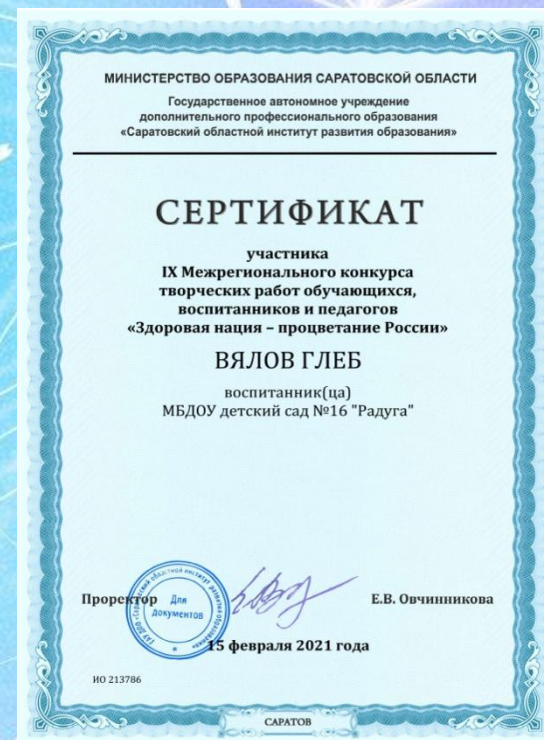 МИНИСТЕРСТВО ОБРАЗОВАНИЯ САРАТОВСКОЙ ОБЛАСТИ
Государственное автономное учреждение
дополнительного профессионального образования
«Саратовский областной институт развития образования»
СЕРТИФИКАТ
участника
IX Межрегионального конкурса
творческих работ обучающихся,
воспитанников и педагогов
«Здоровая нация – процветание России»
ВЯЛОВ ГЛЕБ
воспитанник(ца)
МБДОУ детский сад №16 "Радуга"
Проректор
Для
документов
Е.В. Овчинникова
15 февраля 2021 года
ИО 213786
САРАТОВ